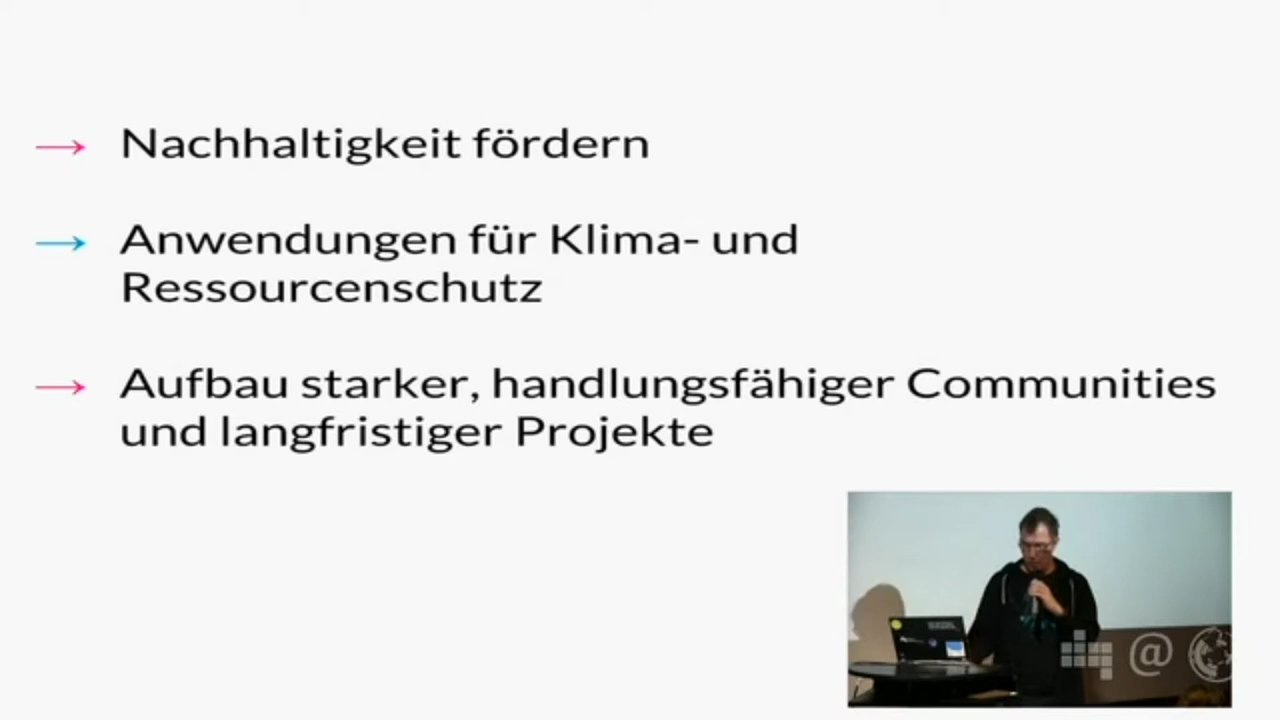 → Nachhaltigkeit fördern
→ Anwendungen für Klima- und
Ressourcenschutz
→ Aufbau starker, handlungsfähiger Communities
und langfristiger Projekte
@